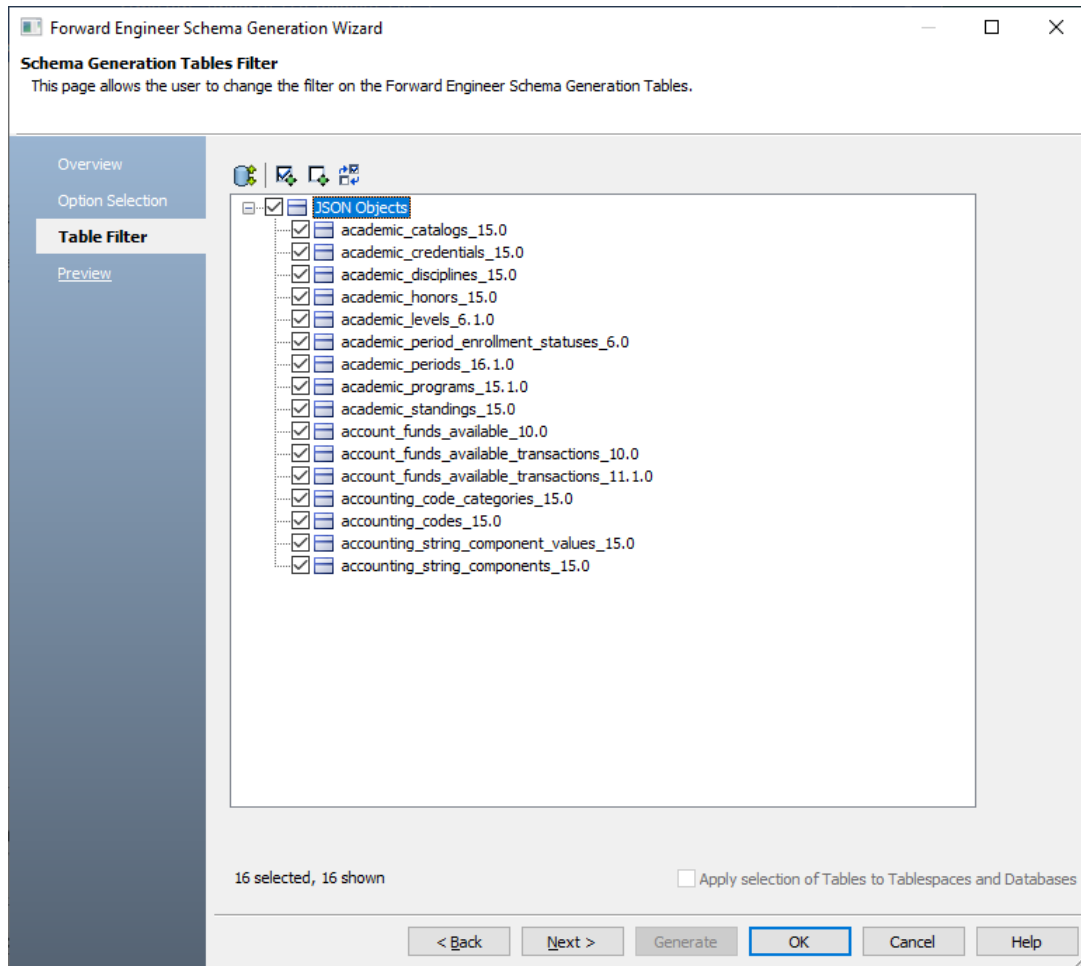 Forward Engineer Schema Generation Wizard
Schema Generation Tables Filter
This page allows the user to change the filter on the Forward Engineer Schema Generation Tables.
Overview
Option Selection
Table Filter
Preview
JSON Objects
academic_catalogs_15.0
academic_credentials_15.0
academic_disciplines_15.0
academic_honors_15.0
academic_levels_6.1.0
academic_period_enrollment_statuses_6.0
academic_periods_16.1.0
academic_programs_15.1.0
academic_standings_15.0
account_funds_available_10.0
account_funds_available_transactions_10.0
account_funds_available_transactions_11.1.0
accounting_code_categories_15.0
accounting_codes_15.0
accounting_string_component_values_15.0
accounting_string_components_15.0
16 selected, 16 shown
Apply selection of Tables to Tablespaces and Databases
< Back Next > Generate OK Cancel Help